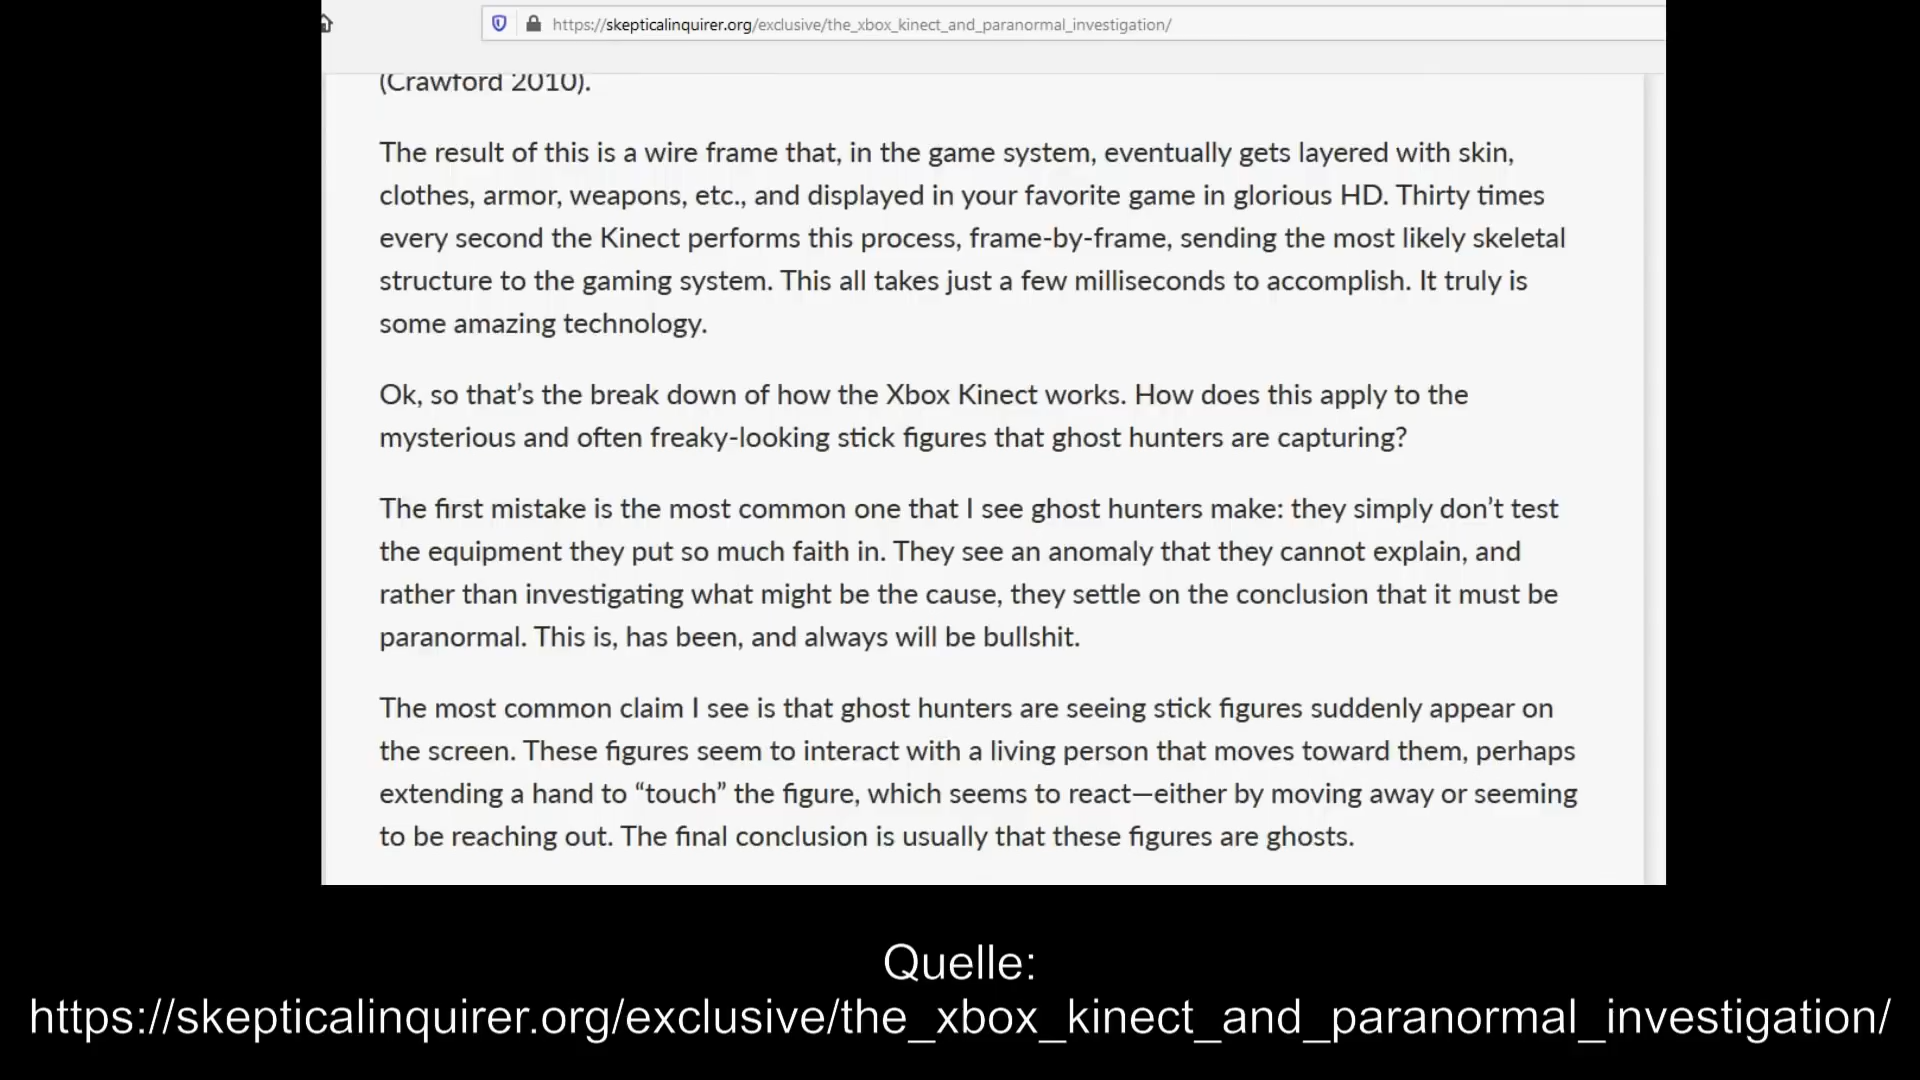 https://skepticalinquirer.org/exclusive/the_xbox_kinect_and_paranormal_investigation/
(Crawford 2010).
The result of this is a wire frame that, in the game system, eventually gets layered with skin,
clothes, armor, weapons, etc., and displayed in your favorite game in glorious HD. Thirty times
every second the Kinect performs this process, frame-by-frame, sending the most likely skeletal
structure to the gaming system. This all takes just a few milliseconds to accomplish. It truly is
some amazing technology.
Ok, so that’s the break down of how the Xbox Kinect works. How does this apply to the
mysterious and often freaky-looking stick figures that ghost hunters are capturing?
The first mistake is the most common one that I see ghost hunters make: they simply don’t test
the equipment they put so much faith in. They see an anomaly that they cannot explain, and
rather than investigating what might be the cause, they settle on the conclusion that it must be
paranormal. This is, has been, and always will be bullshit.
The most common claim I see is that ghost hunters are seeing stick figures suddenly appear on
the screen. These figures seem to interact with a living person that moves toward them, perhaps
extending a hand to “touch” the figure, which seems to react—either by moving away or seeming
to be reaching out. The final conclusion is usually that these figures are ghosts.
Quelle:
https://skepticalinquirer.org/exclusive/the_xbox_kinect_and_paranormal_investigation/